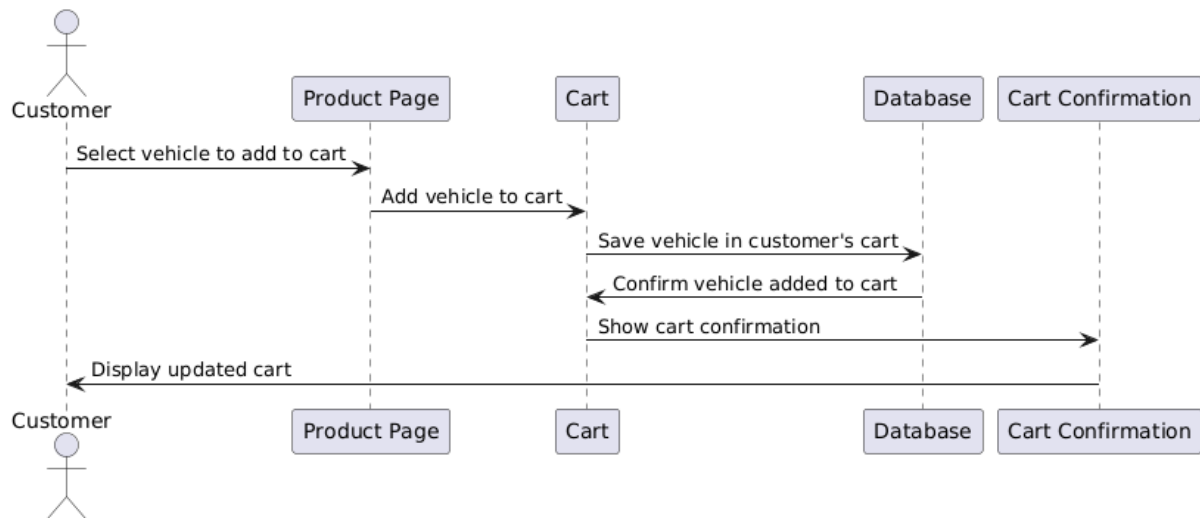 Customer
Product Page
Cart
Database
Cart Confirmation
Select vehicle to add to cart
Add vehicle to cart
Save vehicle in customer's cart
Confirm vehicle added to cart
Show cart confirmation
Display updated cart
Customer
Product Page
Cart
Database
Cart Confirmation